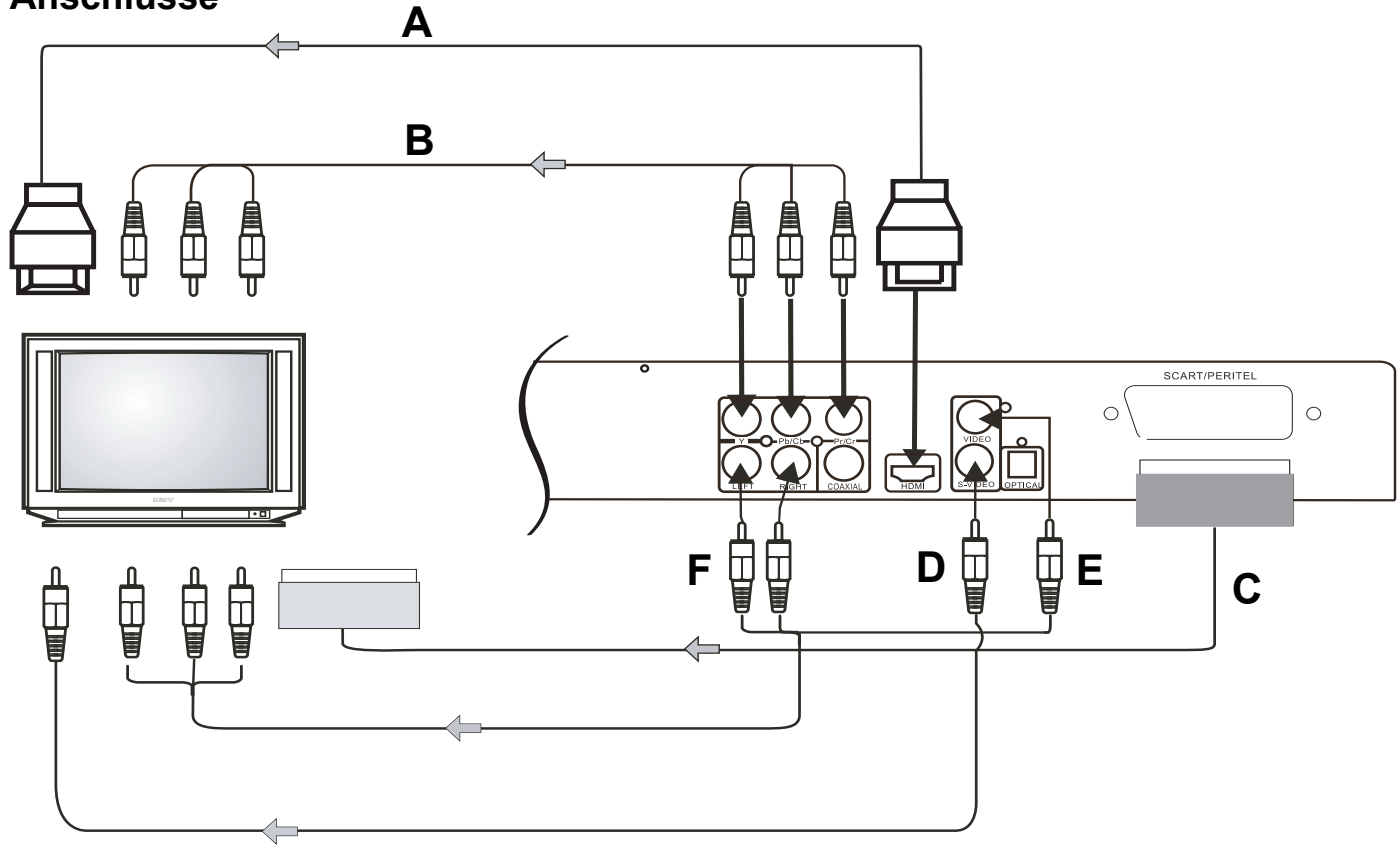 Anschlüsse
A
B
SCART/PERITEL
Y
Pb/Cb
Pr/Cr
VIDEO
LEFT
RIGHT
COAXIAL
HDMI
S-VIDEO
OPTICAL
F
D
E
C